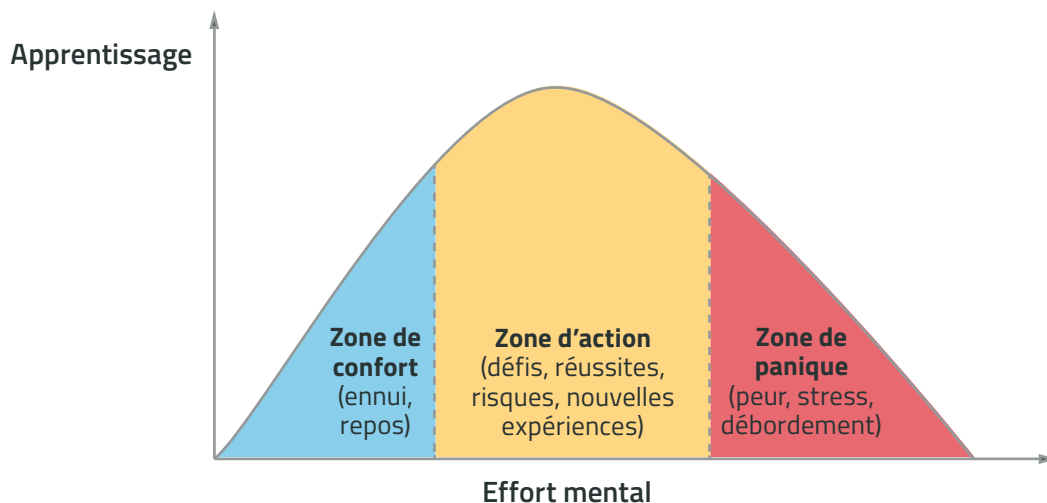 Apprentissage
Zone de
confort
(ennui,
repos)
Zone d’action
(défis, réussites,
risques, nouvelles
expériences)
Zone de
panique
(peur, stress,
débordement)
Effort mental